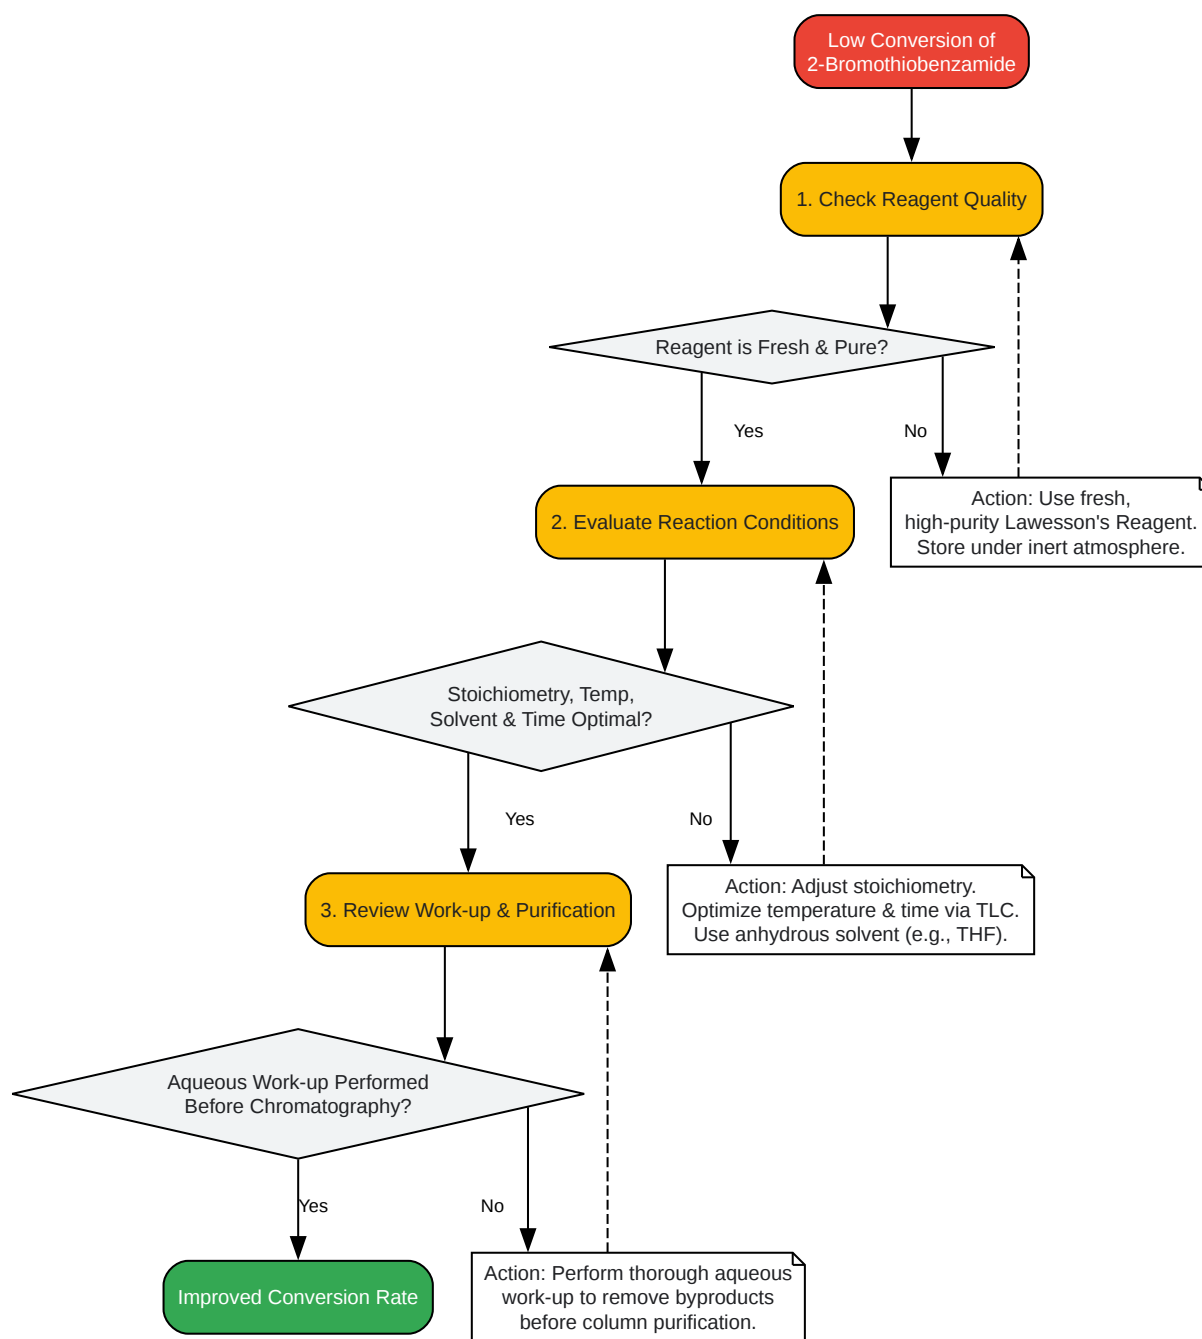 Low Conversion of
2-Bromothiobenzamide
1. Check Reagent Quality
Reagent is Fresh & Pure?
Yes
No
Action: Use fresh,
high-purity Lawesson's Reagent.
Store under inert atmosphere.
2. Evaluate Reaction Conditions
Stoichiometry, Temp,
Solvent & Time Optimal?
Yes
No
Action: Adjust stoichiometry.
Optimize temperature & time via TLC.
Use anhydrous solvent (e.g., THF).
3. Review Work-up & Purification
Aqueous Work-up Performed
Before Chromatography?
Yes
No
Improved Conversion Rate
Action: Perform thorough aqueous
work-up to remove byproducts
before column purification.